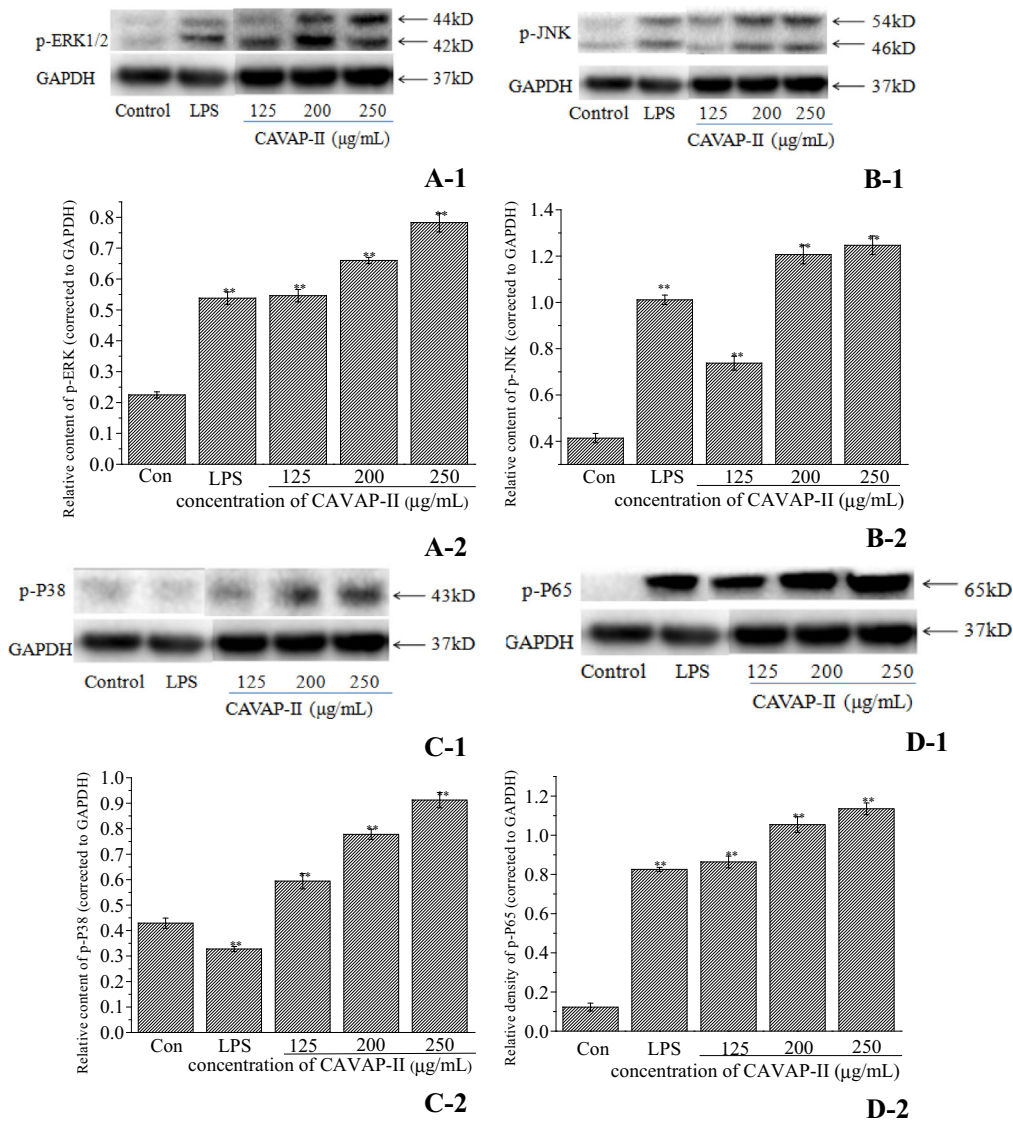 p-ERK1/2
44kD
42kD
GAPDH
37kD
Control LPS 125 200 250
CAVAP-II (μg/mL)
A-1
p-JNK
54kD
46kD
GAPDH
37kD
Control LPS 125 200 250
CAVAP-II (μg/mL)
B-1
Relative content of p-ERK (corrected to GAPDH)
0.8
0.7
0.6
0.5
0.4
0.3
0.2
0.1
0.0
** ** ** **
Con LPS 125 200 250
concentration of CAVAP-II (μg/mL)
A-2
Relative content of p-JNK (corrected to GAPDH)
1.4
1.2
1.0
0.8
0.6
0.4
** ** ** **
Con LPS 125 200 250
concentration of CAVAP-II (μg/mL)
B-2
p-P38
43kD
GAPDH
37kD
Control LPS 125 200 250
CAVAP-II (μg/mL)
C-1
p-P65
65kD
GAPDH
37kD
Control LPS 125 200 250
CAVAP-II (μg/mL)
D-1
Relative content of p-P38 (corrected to GAPDH)
1.0
0.9
0.8
0.7
0.6
0.5
0.4
0.3
0.2
0.1
0.0
** ** ** **
Con LPS 125 200 250
concentration of CAVAP-II (μg/mL)
C-2
Relative density of p-P65 (corrected to GAPDH)
1.2
1.0
0.8
0.6
0.4
0.2
0.0
** ** ** **
Con LPS 125 200 250
concentration of CAVAP-II (μg/mL)
D-2